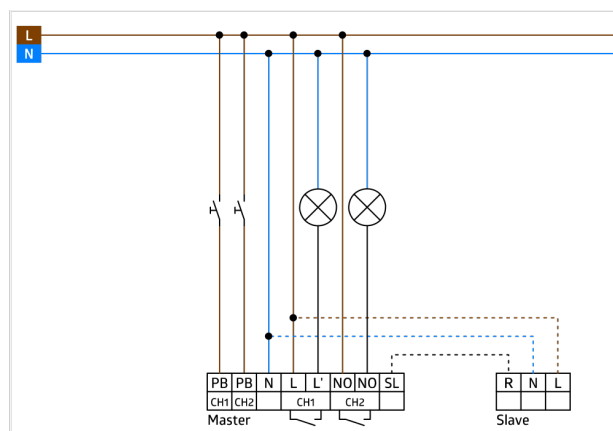 L
N
PB PB N L L' NO NO SL
CH1 CH2 CH1 CH2
Master
R N L
Slave